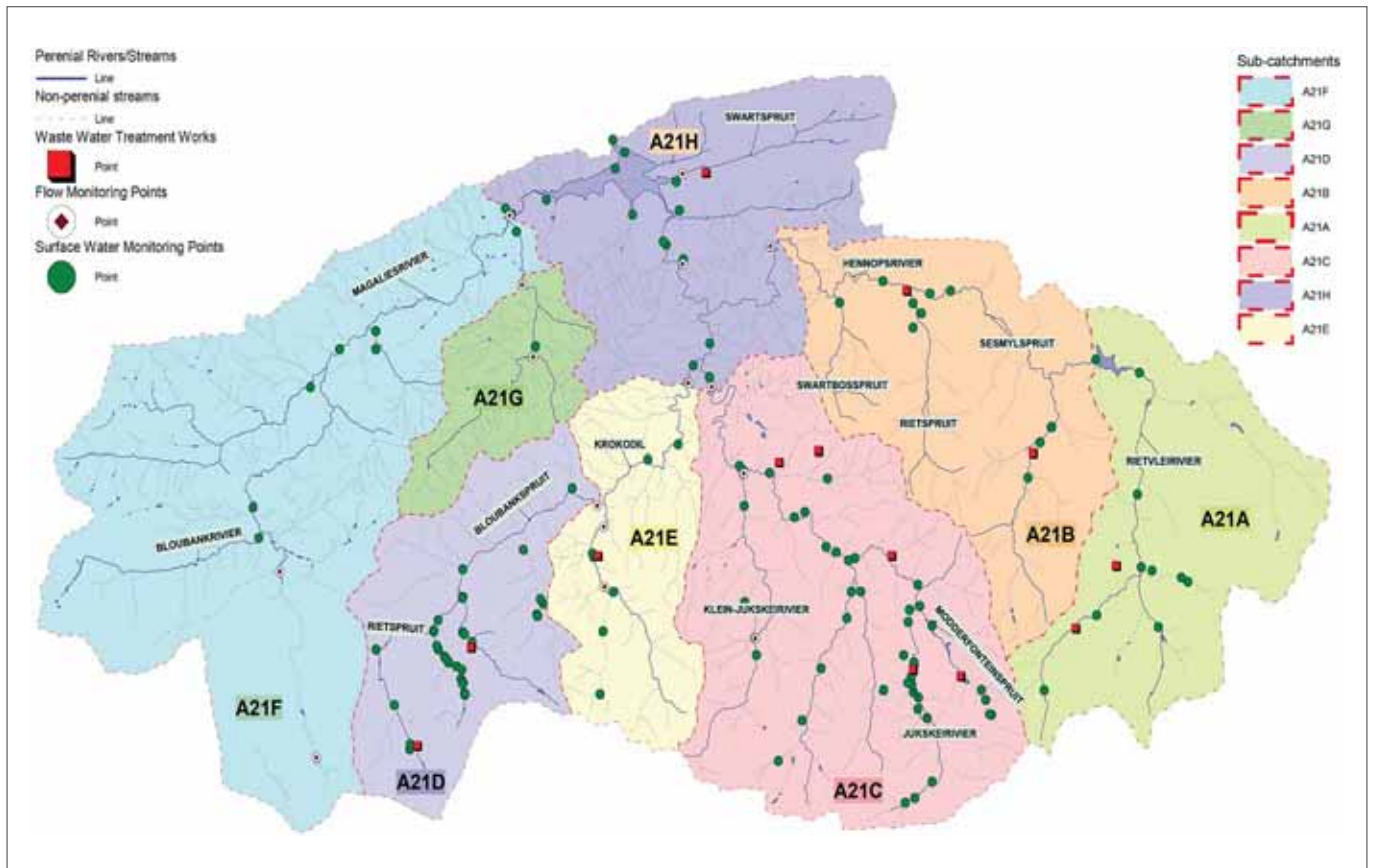 Perenial Rivers/Streams
Line
Non-perenial streams
Line
Waste Water Treatment Works
Point
Flow Monitoring Points
Point
Surface Water Monitoring Points
Point
Sub-catchments
A21F
A21G
A21D
A21B
A21A
A21C
A21H
A21E
SWARTSPRUIT
A21H
HENNOPSRIVIER
MAGALIESRIVIER
SESMYLSPRUIT
SWARTBOSSPRUIT
A21G
RIETSPRUIT
KROKODIL
RIETVLEIRIVIER
BLOUBANKSPRUIT
A21A
BLOUBANKRIVIER
A21B
A21E
KLEIN-JUKSKEIRIVIER
MODDERFONTEINSPRUIT
RIETSPRUIT
A21F
JUKSKEIRIVIER
A21D
A21C